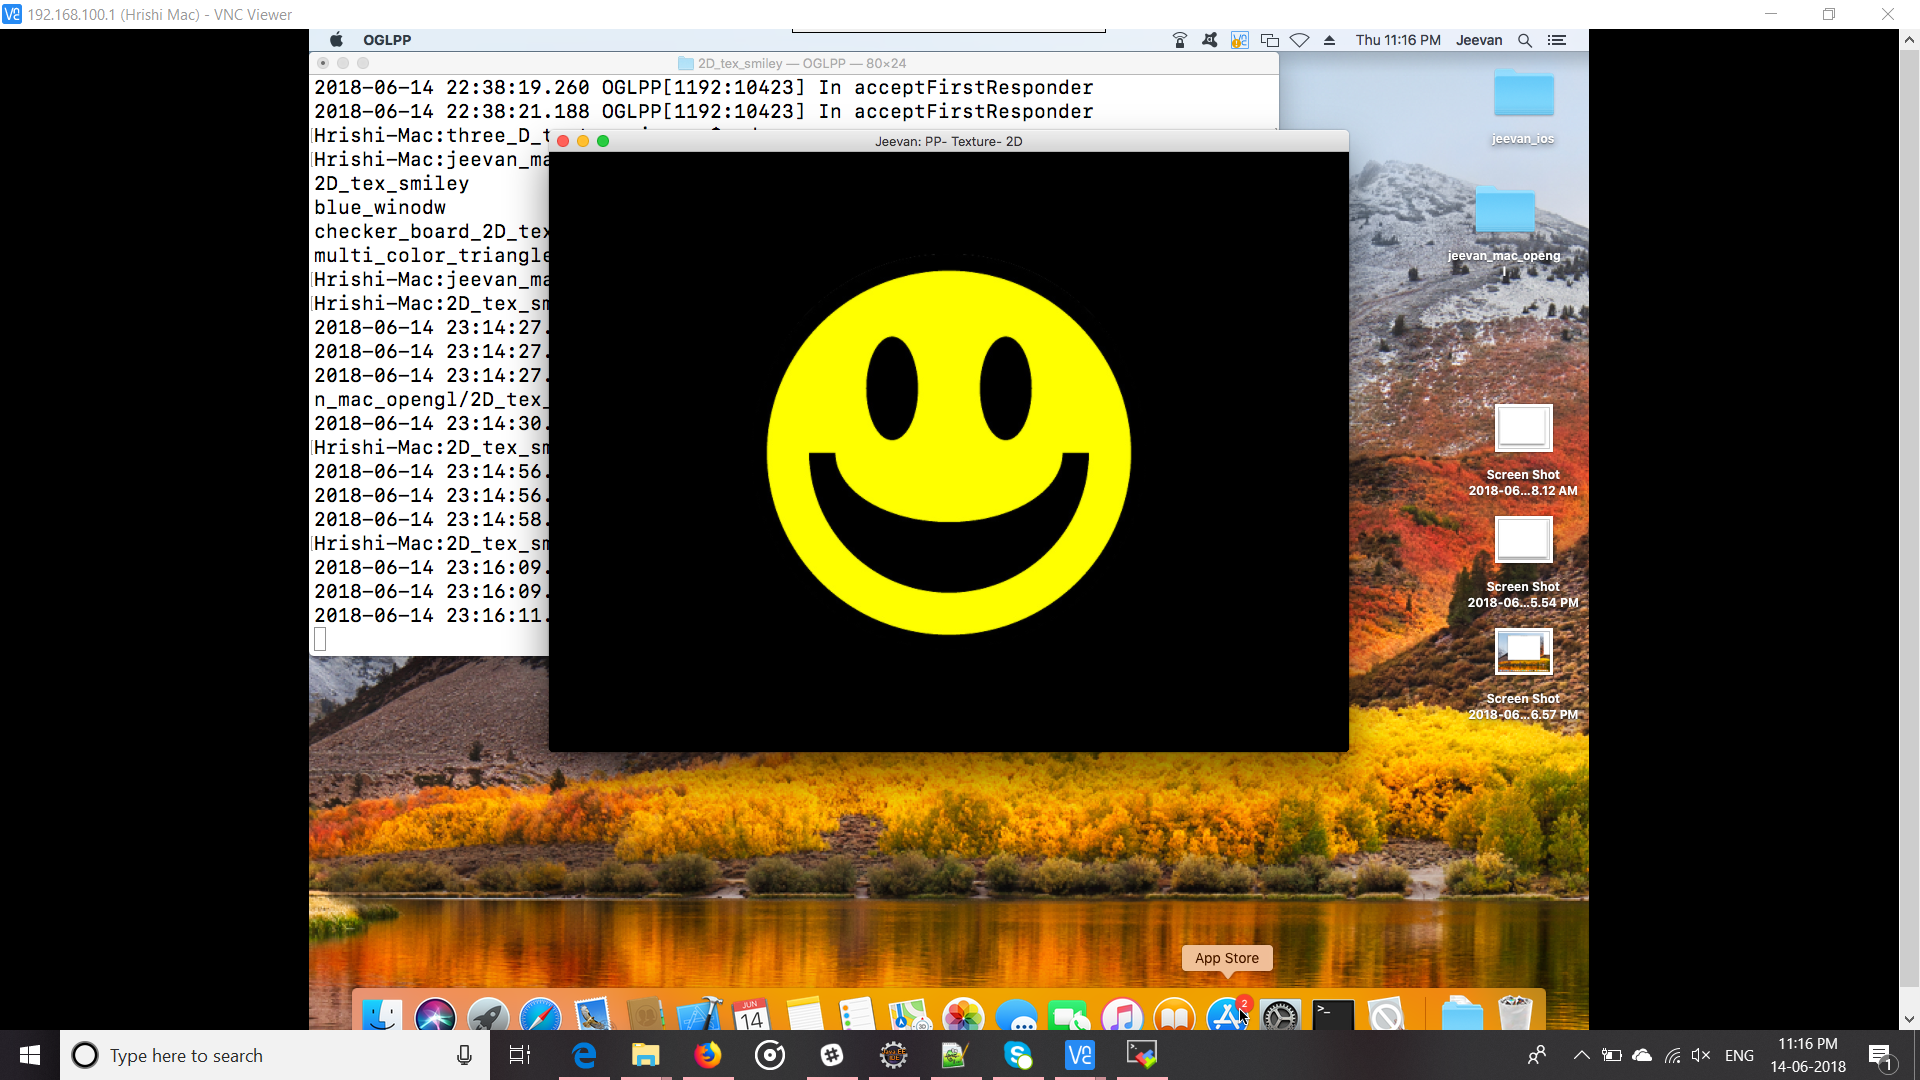 192.168.100.1 (Hrishi Mac) - VNC Viewer
OGLPP
Thu 11:16 PM Jeevan
2D_tex_smiley — OGLPP — 80×24
2018-06-14 22:38:19.260 OGLPP[1192:10423] In acceptFirstResponder
2018-06-14 22:38:21.188 OGLPP[1192:10423] In acceptFirstResponder
Hrishi-Mac:three_D_t
Hrishi-Mac:jeevan_ma
2D_tex_smiley
blue_winodw
checker_board_2D_tex
multi_color_triangle
Hrishi-Mac:jeevan_ma
Hrishi-Mac:2D_tex_sm
2018-06-14 23:14:27.
2018-06-14 23:14:27.
2018-06-14 23:14:27.
n_mac_opengl/2D_tex_
2018-06-14 23:14:30.
Hrishi-Mac:2D_tex_sm
2018-06-14 23:14:56.
2018-06-14 23:14:56.
2018-06-14 23:14:58.
Hrishi-Mac:2D_tex_sm
2018-06-14 23:16:09.
2018-06-14 23:16:09.
2018-06-14 23:16:11.
Jeevan: PP- Texture- 2D
jeevan_ios
jeevan_mac_openg
l
Screen Shot
2018-06...8.12 AM
Screen Shot
2018-06...5.54 PM
Screen Shot
2018-06...6.57 PM
App Store
JUN
14
2
Type here to search
ENG
11:16 PM
14-06-2018
1